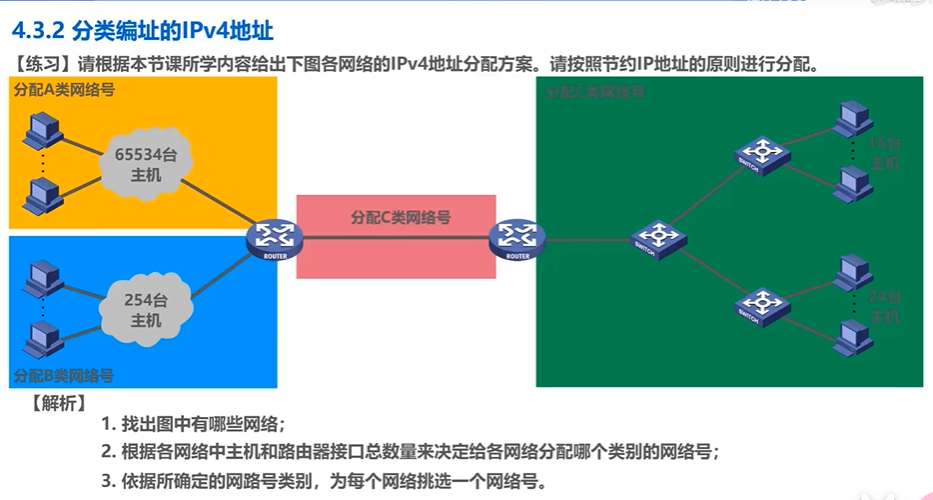 4.3.2 分类编址的IPv4地址
【练习】请根据本节课所学内容给出下图各网络的IPv4地址分配方案。请按照节约IP地址的原则进行分配。
分配A类网络号
65534台
主机
分配C类网络号
ROUTER
ROUTER
254台
主机
分配B类网络号
分配C类网络号
SWITCH
16台
主机
SWITCH
SWITCH
24台
主机
【解析】
1. 找出图中有哪些网络；
2. 根据各网络中主机和路由器接口总数量来决定给各网络分配哪个类别的网络号；
3. 依据所确定的网路号类别，为每个网络挑选一个网络号。